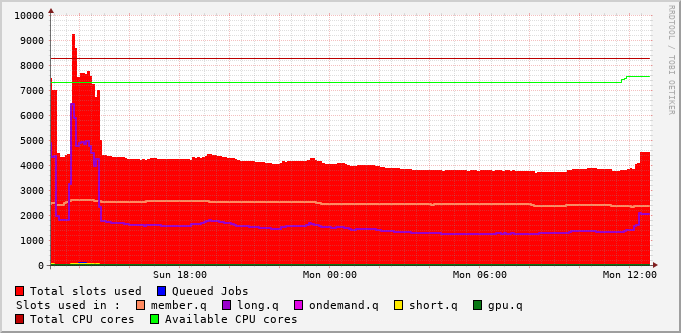 RRDTOOL / TOBI OETIKER
10000
9000
8000
7000
6000
5000
4000
3000
2000
1000
0
Sun 18:00 Mon 00:00 Mon 06:00 Mon 12:00
Total slots used Queued Jobs
Slots used in : member.q long.q ondemand.q short.q gpu.q
Total CPU cores Available CPU cores